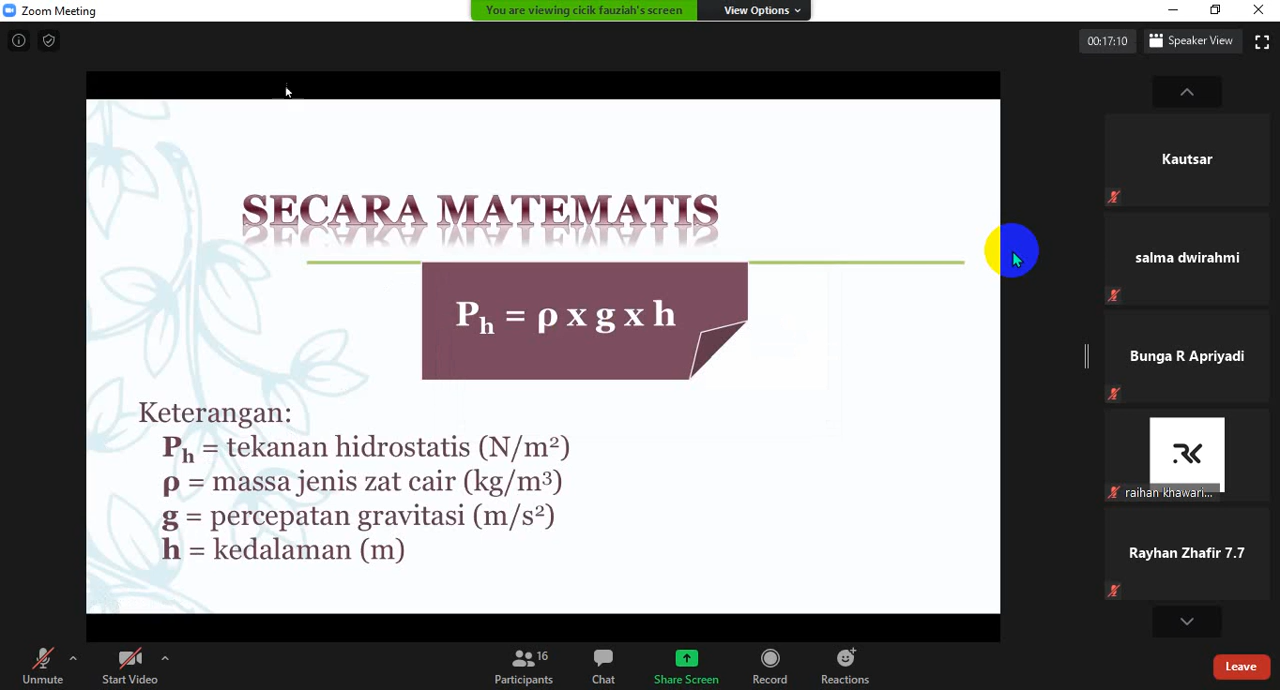 Zoom Meeting
You are viewing cicik fauziah's screen
View Options
00:17:10
Speaker View
SECARA MATEMATIS
Pₕ = ρ x g x h
Keterangan:
Pₕ = tekanan hidrostatis (N/m²)
ρ = massa jenis zat cair (kg/m³)
g = percepatan gravitasi (m/s²)
h = kedalaman (m)
Kautsar
salma dwirahmi
Bunga R Apriyadi
RK
raihan khawari...
Rayhan Zhafir 7.7
Unmute
Start Video
16
Participants
Chat
Share Screen
Record
Reactions
Leave